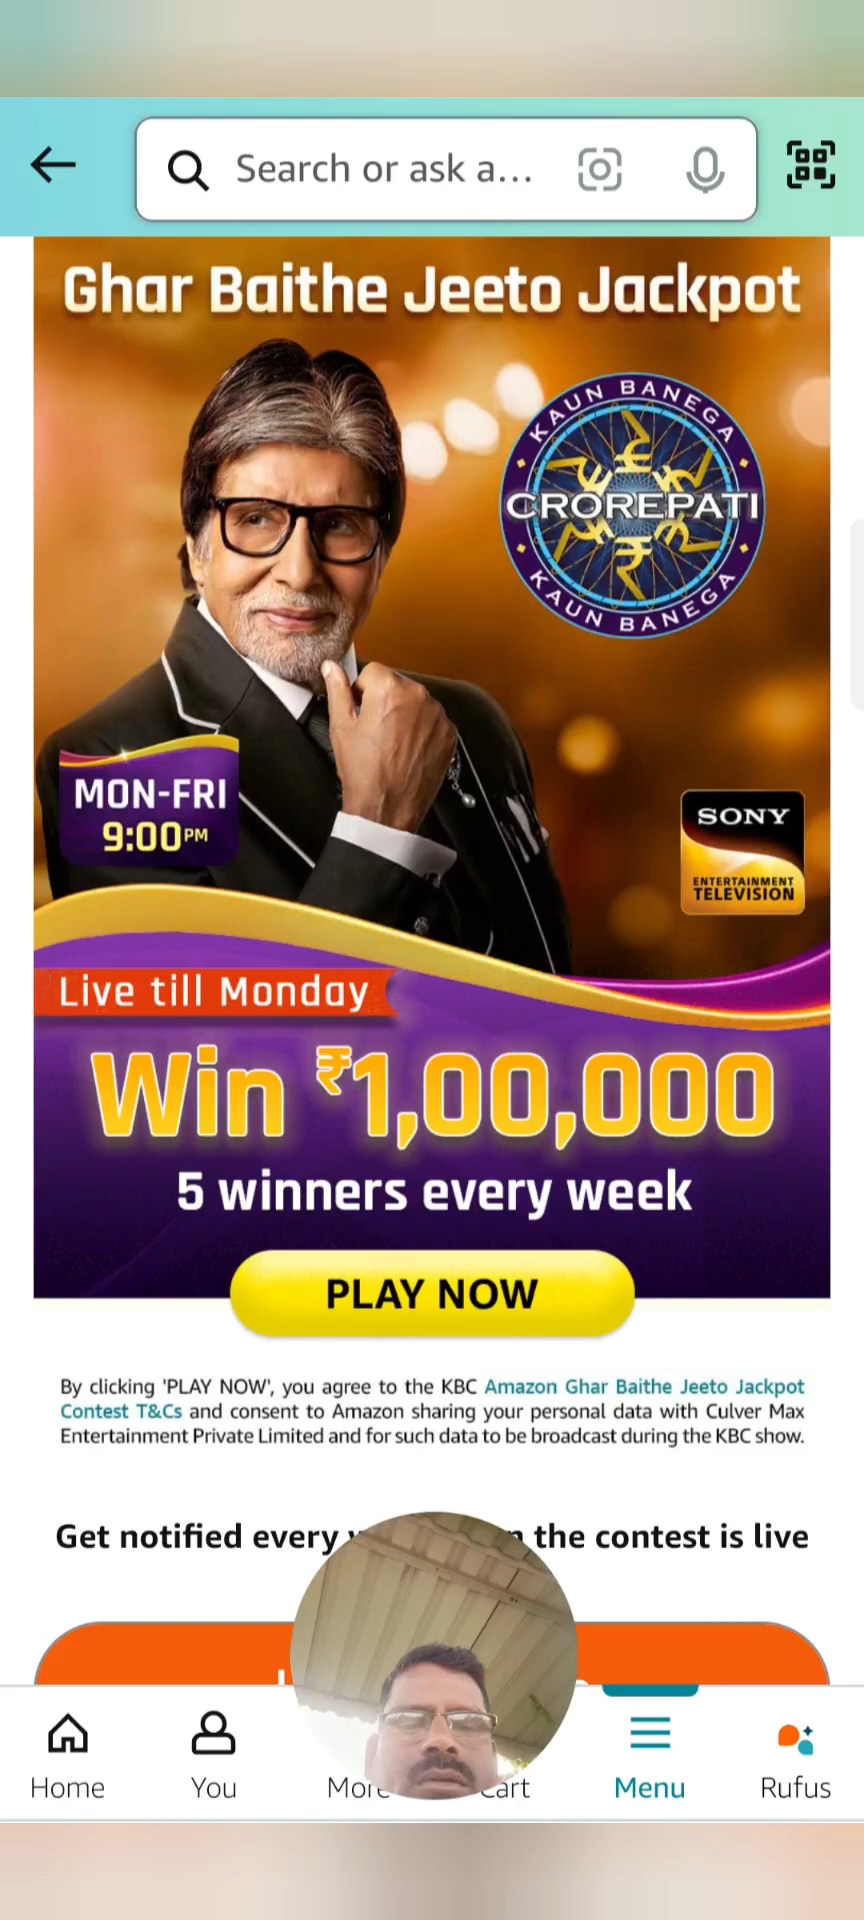 Search or ask a...
Ghar Baithe Jeeto Jackpot
KAUN BANEGA
CROREPATI
KAUN BANEGA
MON-FRI
9:00PM
SONY
ENTERTAINMENT
TELEVISION
Live till Monday
Win ₹1,00,000
5 winners every week
PLAY NOW
By clicking 'PLAY NOW', you agree to the KBC Amazon Ghar Baithe Jeeto Jackpot
Contest T&Cs and consent to Amazon sharing your personal data with Culver Max
Entertainment Private Limited and for such data to be broadcast during the KBC show.
Get notified every the contest is live
Home You More Cart Menu Rufus